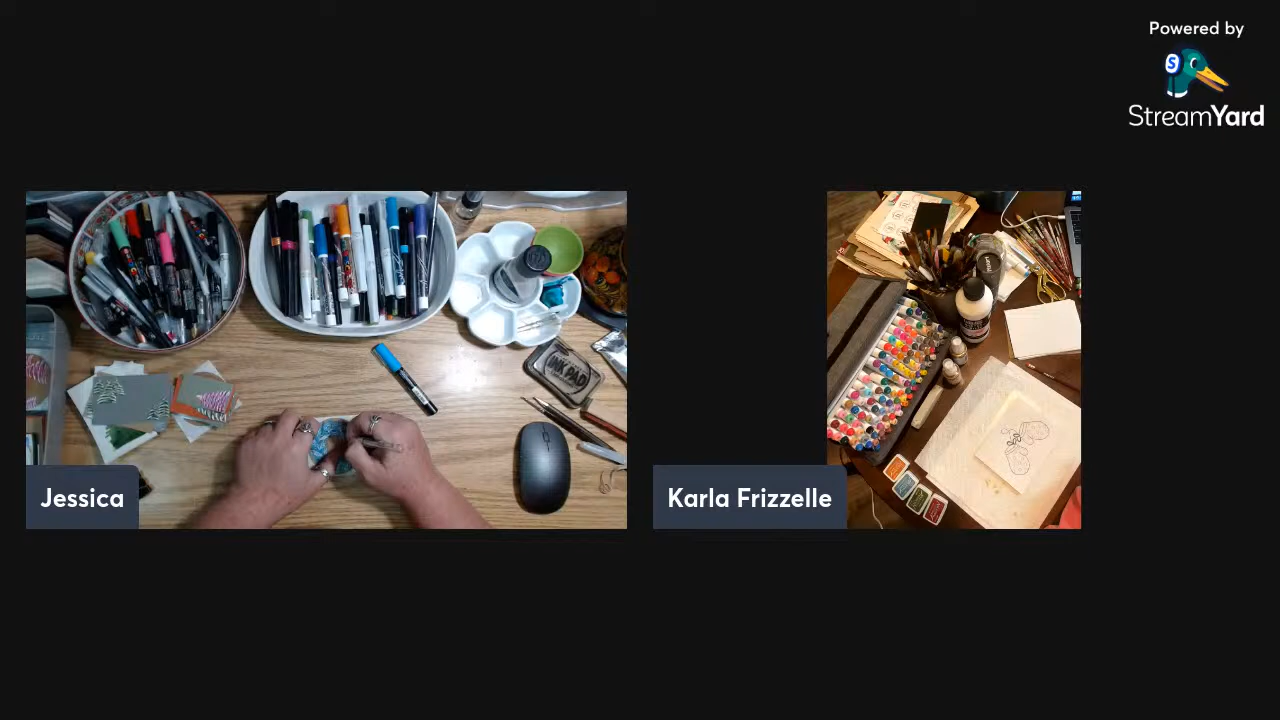 Powered by
S
StreamYard
INK PAD
Jessica
Karla Frizzelle